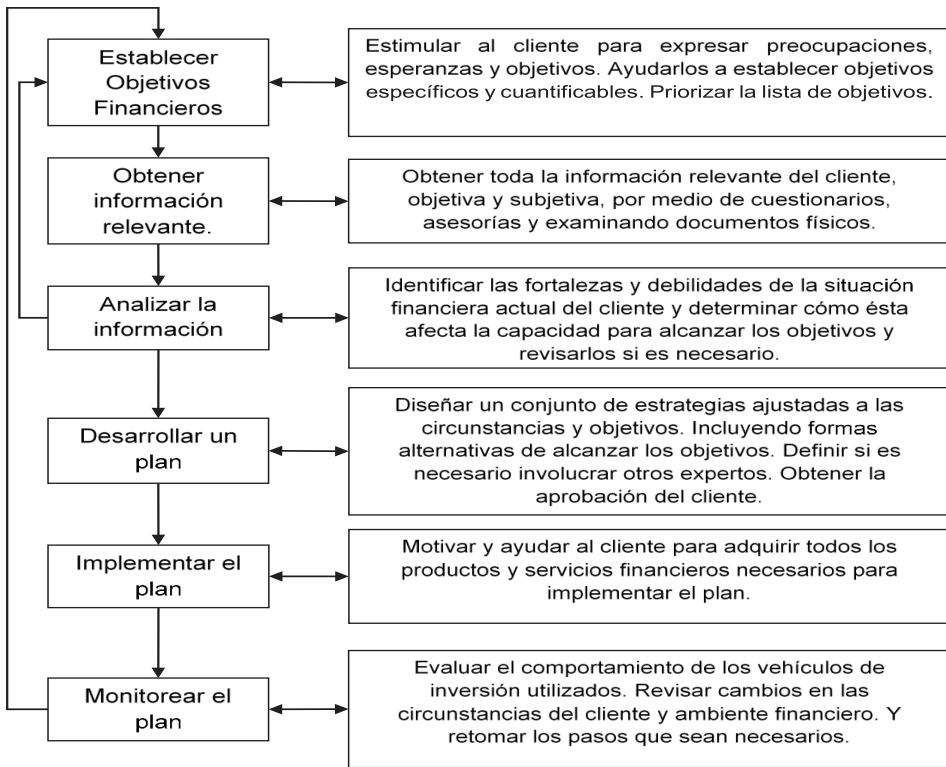 Establecer
Objetivos
Financieros
Estimular al cliente para expresar preocupaciones,
esperanzas y objetivos. Ayudarlos a establecer objetivos
específicos y cuantificables. Priorizar la lista de objetivos.
Obtener
información
relevante.
Obtener toda la información relevante del cliente,
objetiva y subjetiva, por medio de cuestionarios,
asesorías y examinando documentos físicos.
Analizar la
información
Identificar las fortalezas y debilidades de la situación
financiera actual del cliente y determinar cómo ésta
afecta la capacidad para alcanzar los objetivos y
revisarlos si es necesario.
Desarrollar un
plan
Diseñar un conjunto de estrategias ajustadas a las
circunstancias y objetivos. Incluyendo formas
alternativas de alcanzar los objetivos. Definir si es
necesario involucrar otros expertos. Obtener la
aprobación del cliente.
Implementar el
plan
Motivar y ayudar al cliente para adquirir todos los
productos y servicios financieros necesarios para
implementar el plan.
Monitorear el
plan
Evaluar el comportamiento de los vehículos de
inversión utilizados. Revisar cambios en las
circunstancias del cliente y ambiente financiero. Y
retomar los pasos que sean necesarios.